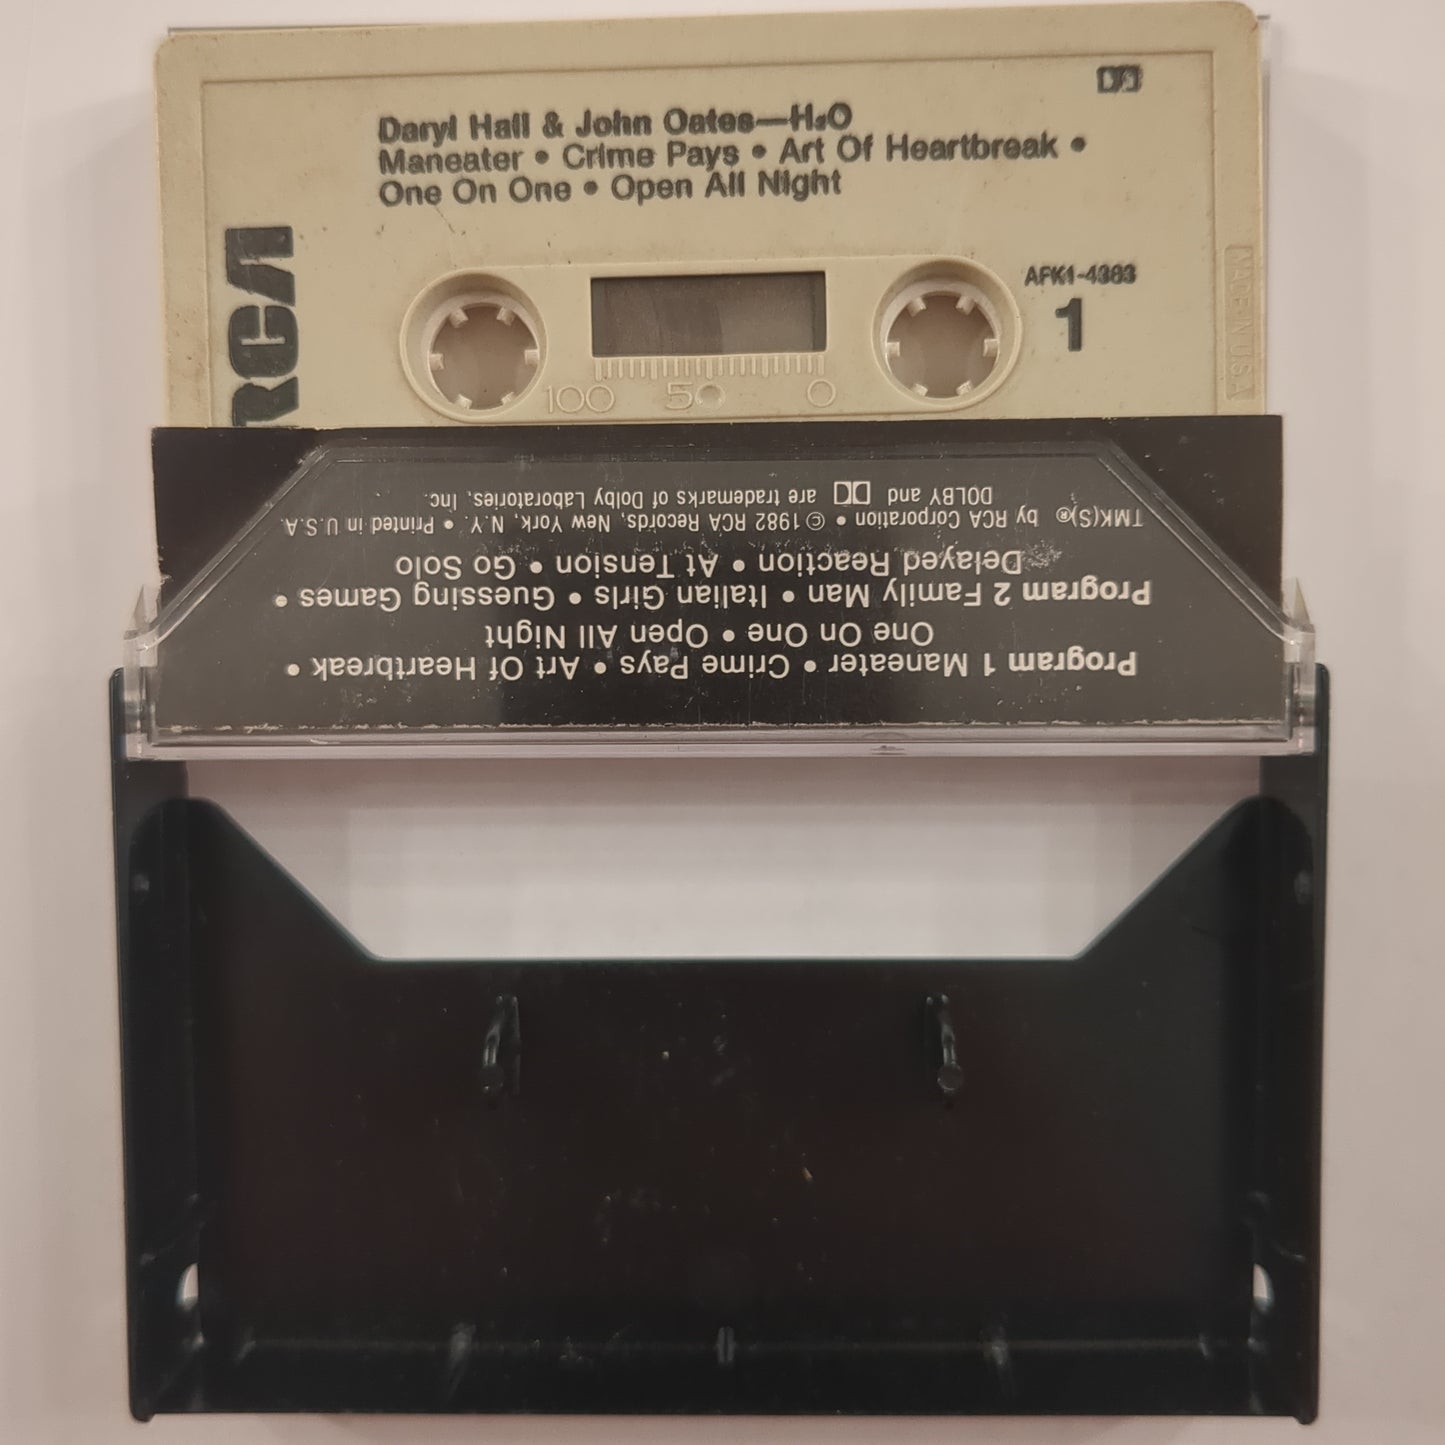 Daryl Hall & John Oates—H₂O
Maneater • Crime Pays • Art Of Heartbreak •
One On One • Open All Night
RCA
AFK1-4383
1
MADE IN U.S.A.
100 50 0
Program 1 Maneater • Crime Pays • Art Of Heartbreak •
One On One • Open All Night
Program 2 Family Man • Italian Girls • Guessing Games •
Delayed Reaction • At Tension • Go Solo
TMK(S)® by RCA Corporation • © 1982 RCA Records, New York, N.Y. • Printed in U.S.A.
DOLBY and are trademarks of Dolby Laboratories, Inc.